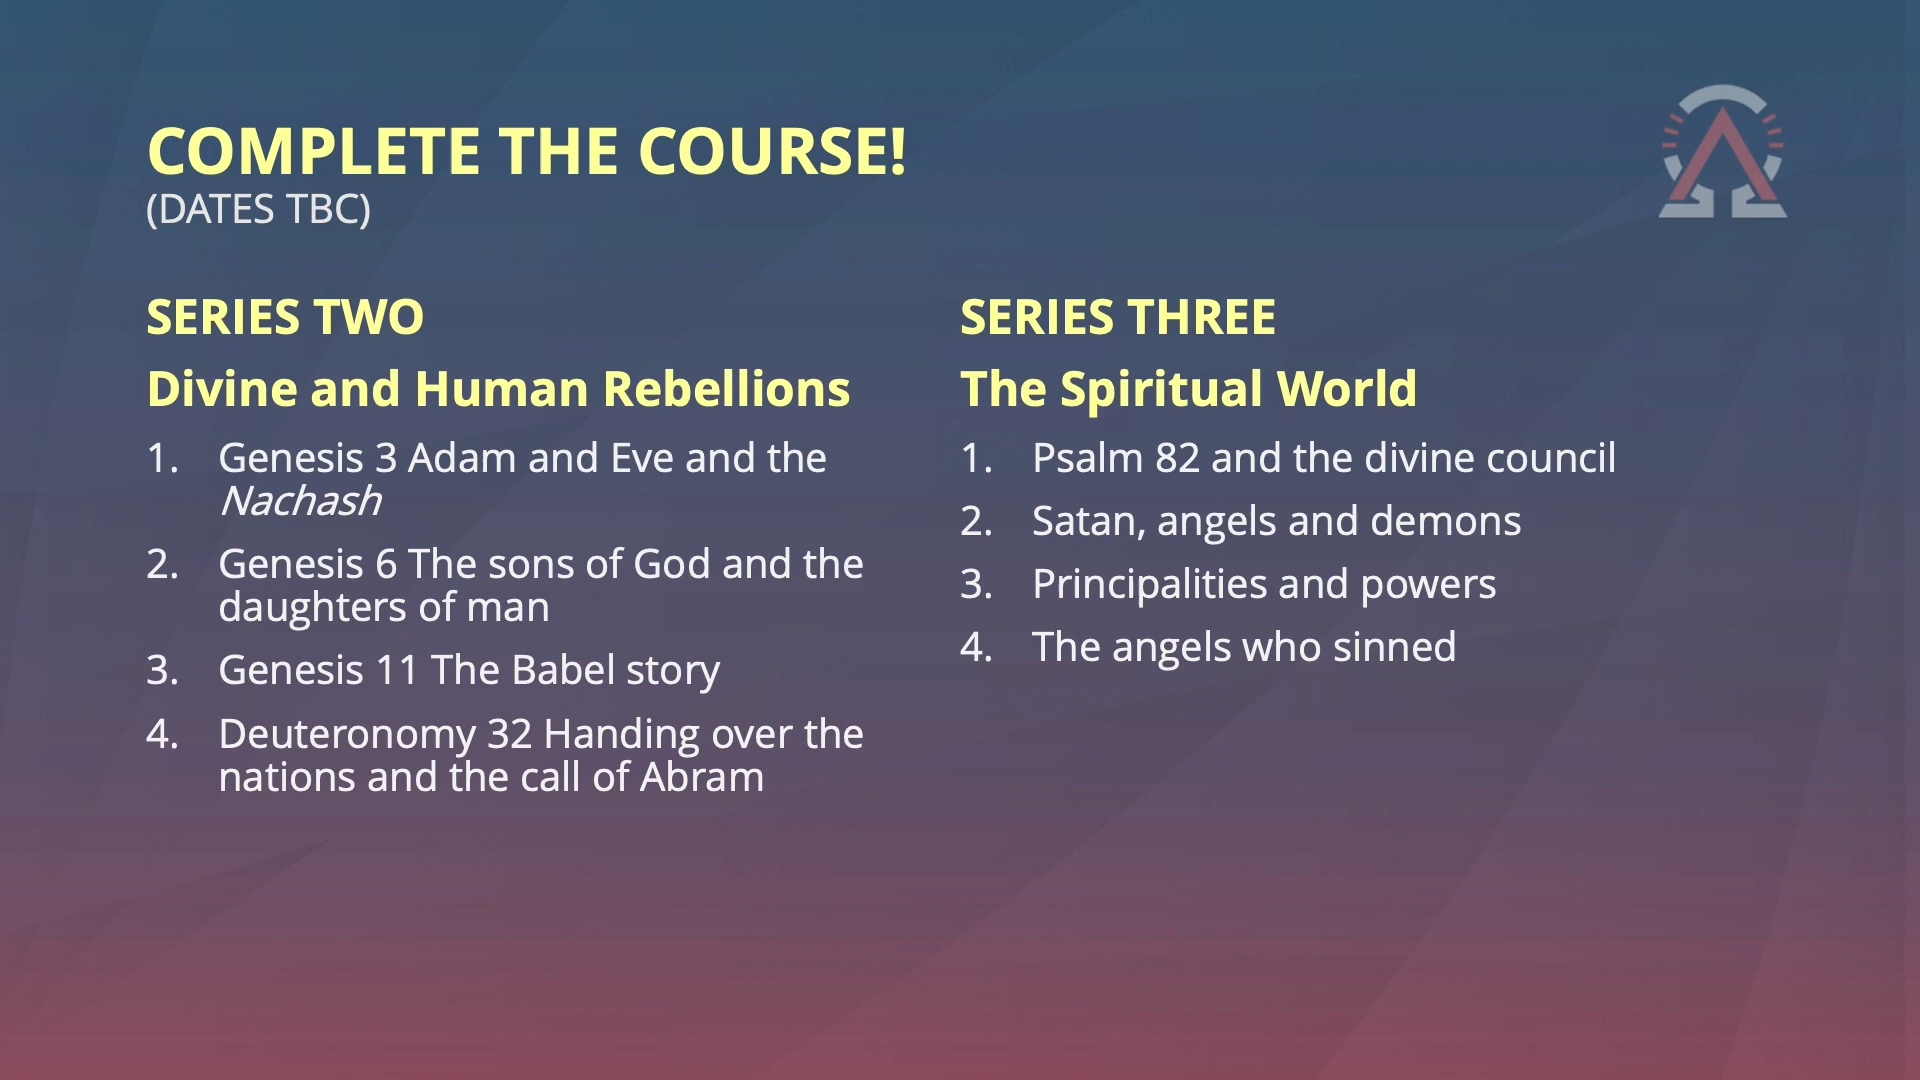 COMPLETE THE COURSE!
(DATES TBC)
SERIES TWO
Divine and Human Rebellions
1. Genesis 3 Adam and Eve and the
Nachash
2. Genesis 6 The sons of God and the
daughters of man
3. Genesis 11 The Babel story
4. Deuteronomy 32 Handing over the
nations and the call of Abram
SERIES THREE
The Spiritual World
1. Psalm 82 and the divine council
2. Satan, angels and demons
3. Principalities and powers
4. The angels who sinned